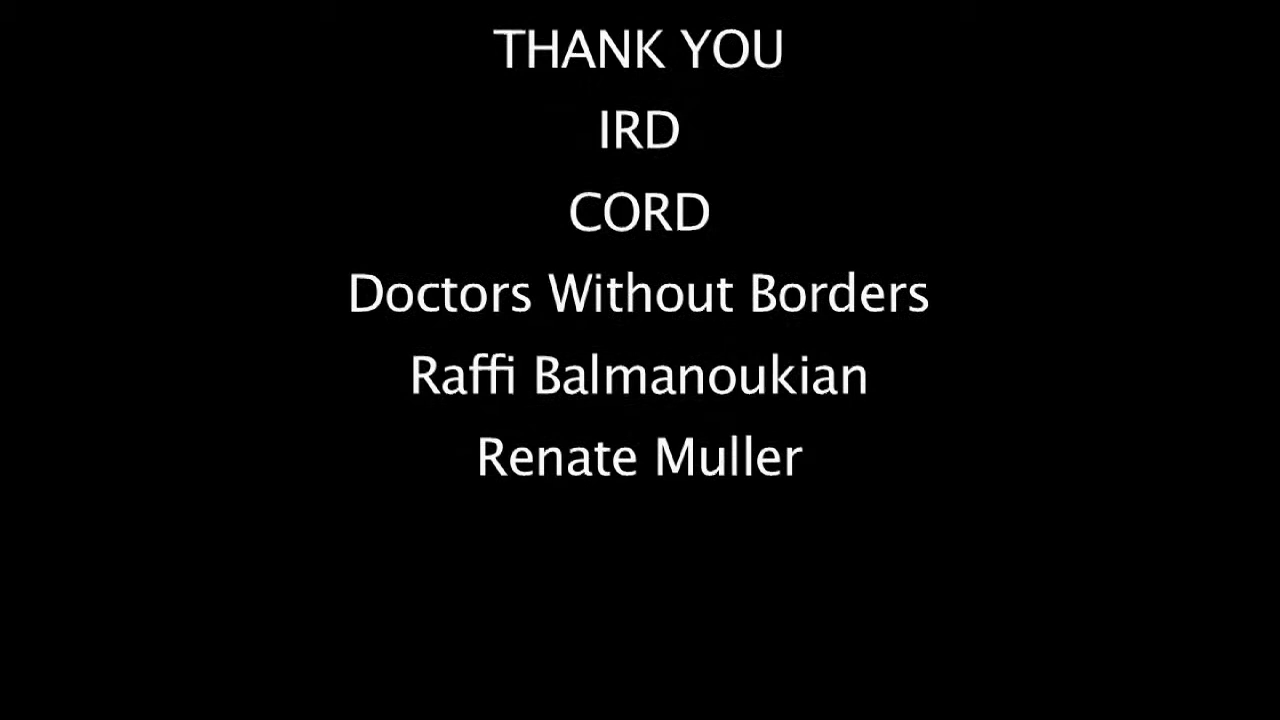 THANK YOU
IRD
CORD
Doctors Without Borders
Raffi Balmanoukian
Renate Muller